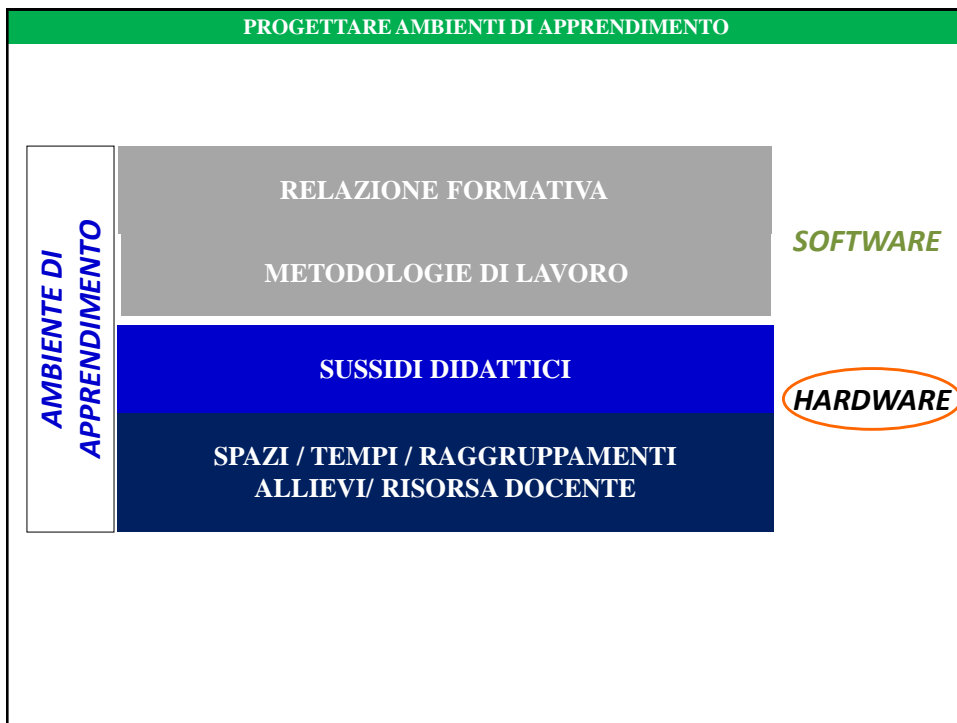 PROGETTARE AMBIENTI DI APPRENDIMENTO
AMBIENTE DI
APPRENDIMENTO
RELAZIONE FORMATIVA
METODOLOGIE DI LAVORO
SOFTWARE
SUSSIDI DIDATTICI
HARDWARE
SPAZI / TEMPI / RAGGRUPPAMENTI
ALLIEVI/ RISORSA DOCENTE